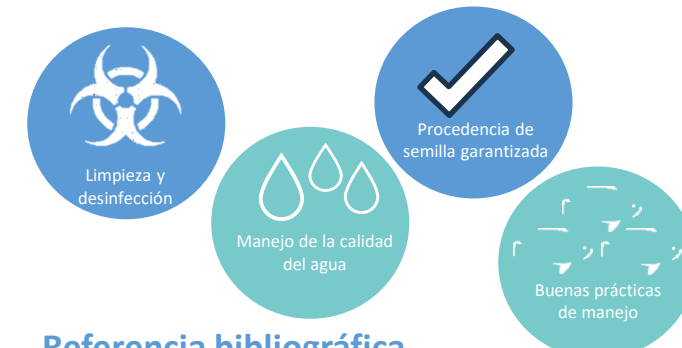 Limpieza y
desinfección
Manejo de la calidad
del agua
Procedencia de
semilla garantizada
Buenas prácticas
de manejo
Referencia bibliográfica